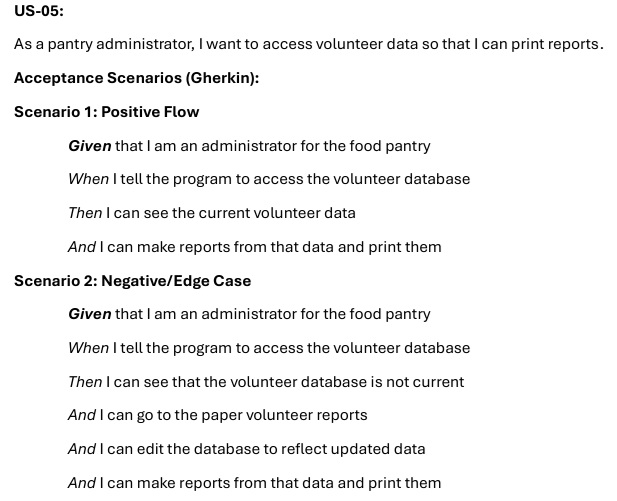 US-05:
As a pantry administrator, I want to access volunteer data so that I can print reports.
Acceptance Scenarios (Gherkin):
Scenario 1: Positive Flow
Given that I am an administrator for the food pantry
When I tell the program to access the volunteer database
Then I can see the current volunteer data
And I can make reports from that data and print them
Scenario 2: Negative/Edge Case
Given that I am an administrator for the food pantry
When I tell the program to access the volunteer database
Then I can see that the volunteer database is not current
And I can go to the paper volunteer reports
And I can edit the database to reflect updated data
And I can make reports from that data and print them